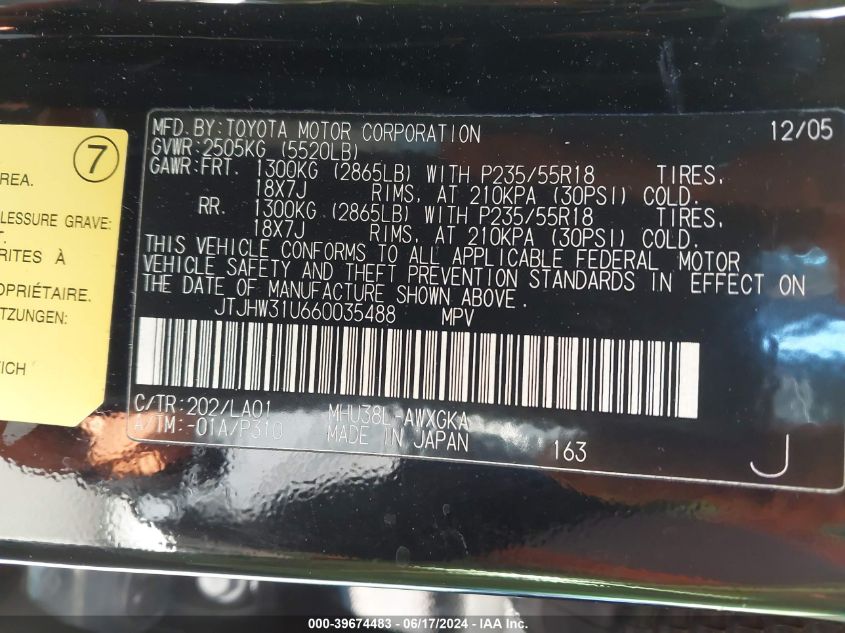 7
REA.
LESSURE GRAVE:
RITES À
OPRIÉTAIRE.
TZUNGEN:
TICH
MFD.BY:TOYOTA MOTOR CORPORATION 12/05
GVWR:2505KG (5520LB)
GAWR:FRT. 1300KG (2865LB) WITH P235/55R18 TIRES,
18X7J RIMS, AT 210KPA (30PSI) COLD.
RR. 1300KG (2865LB) WITH P235/55R18 TIRES,
18X7J RIMS, AT 210KPA (30PSI) COLD.
THIS VEHICLE CONFORMS TO ALL APPLICABLE FEDERAL MOTOR
VEHICLE SAFETY AND THEFT PREVENTION STANDARDS IN EFFECT ON
THE DATE OF MANUFACTURE SHOWN ABOVE.
JTJHW31U660035488 MPV
C/TR:202/LA01 MHU38L-AWXGKA
A/TM:-01A/P310 MADE IN JAPAN 163 J
000-39674483 - 06/17/2024 - IAA Inc.